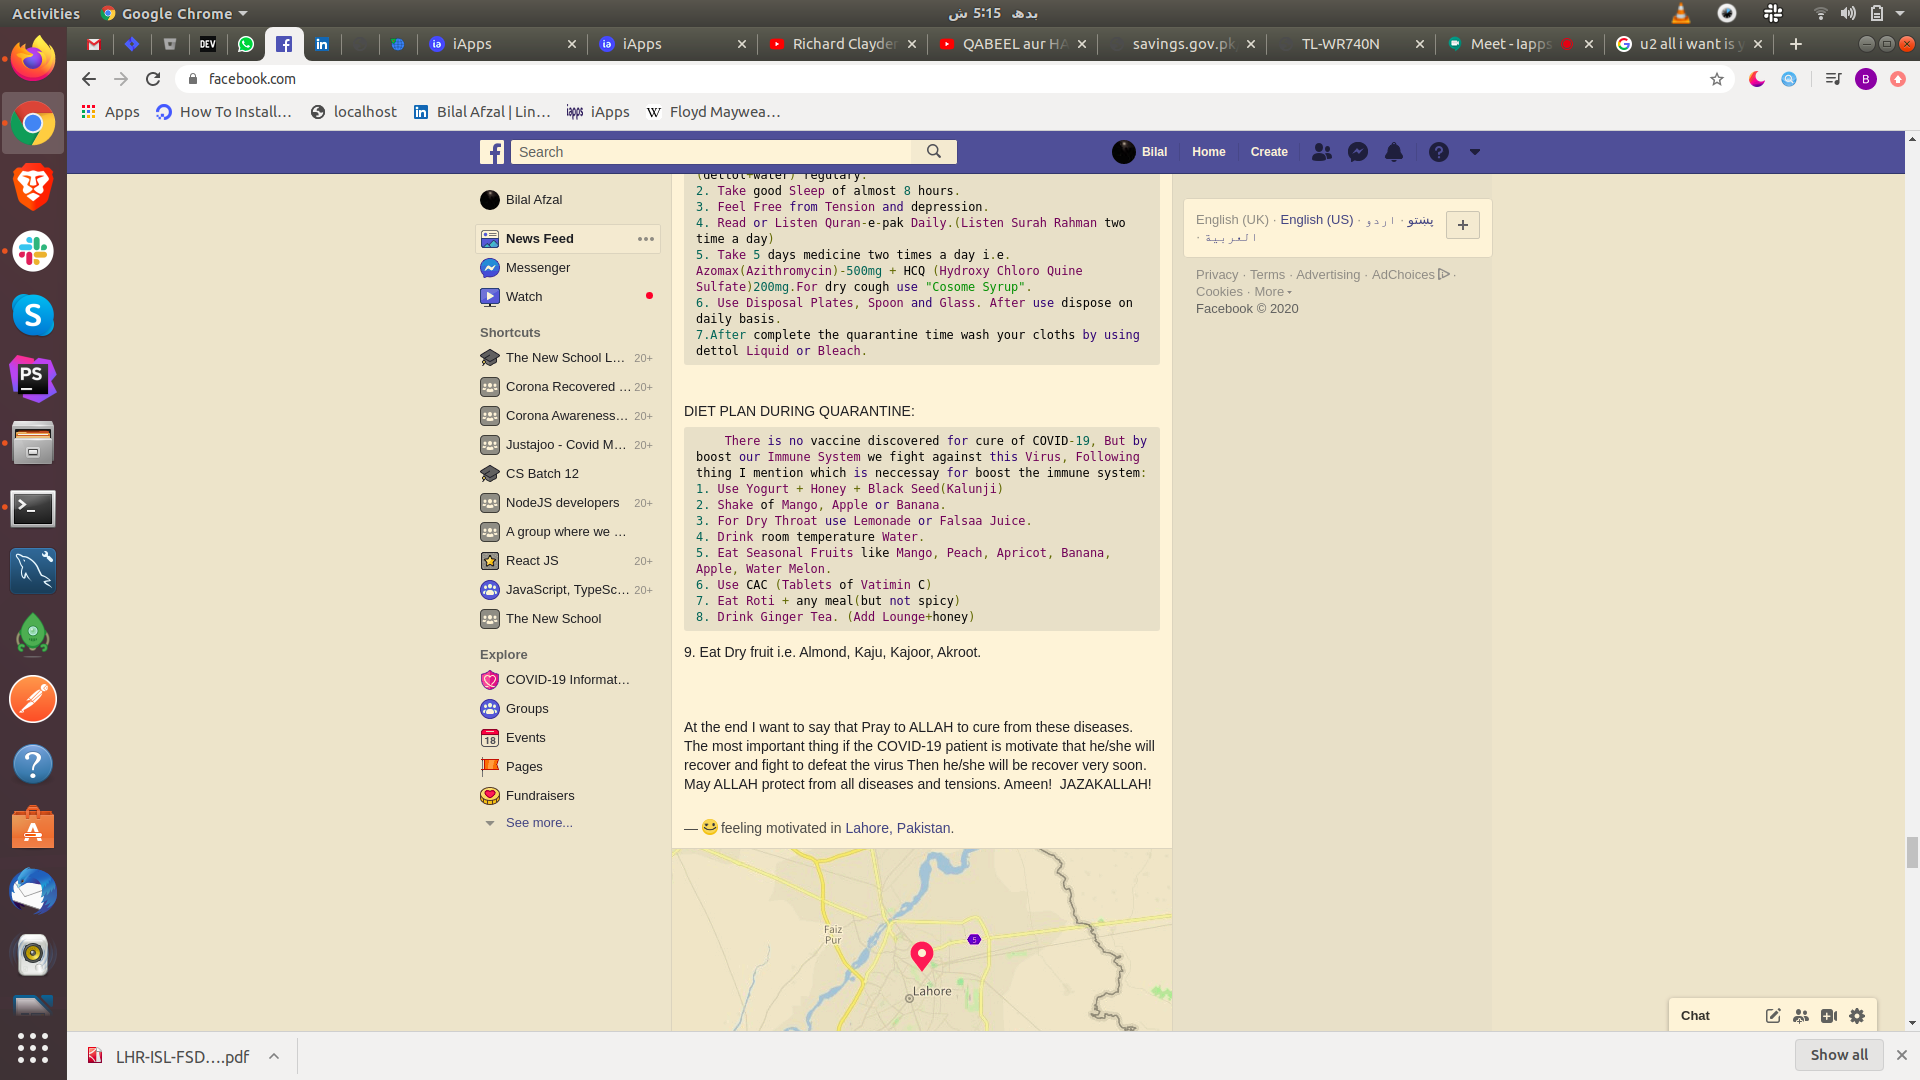 Activities
Google Chrome
بدھ 5:15 ش
DEV
iApps
iApps
Richard Clayder
QABEEL aur HA
savings.gov.pk
TL-WR740N
Meet - Iapps
u2 all i want is y
facebook.com
B
Apps
How To Install…
localhost
Bilal Afzal | Lin…
iApps
Floyd Maywea…
Search
Bilal
Home
Create
Bilal Afzal
News Feed
Messenger
Watch
Shortcuts
The New School L... 20+
Corona Recovered ... 20+
Corona Awareness... 20+
Justajoo - Covid M... 20+
CS Batch 12
NodeJS developers 20+
A group where we ...
React JS 20+
JavaScript, TypeSc... 20+
The New School
Explore
COVID-19 Informat...
Groups
18 Events
Pages
Fundraisers
See more...
(dettol+water) regulary.
2. Take good Sleep of almost 8 hours.
3. Feel Free from Tension and depression.
4. Read or Listen Quran-e-pak Daily.(Listen Surah Rahman two
time a day)
5. Take 5 days medicine two times a day i.e.
Azomax(Azithromycin)-500mg + HCQ (Hydroxy Chloro Quine
Sulfate)200mg.For dry cough use "Cosome Syrup".
6. Use Disposal Plates, Spoon and Glass. After use dispose on
daily basis.
7.After complete the quarantine time wash your cloths by using
dettol Liquid or Bleach.
DIET PLAN DURING QUARANTINE:
There is no vaccine discovered for cure of COVID-19, But by
boost our Immune System we fight against this Virus, Following
thing I mention which is neccessay for boost the immune system:
1. Use Yogurt + Honey + Black Seed(Kalunji)
2. Shake of Mango, Apple or Banana.
3. For Dry Throat use Lemonade or Falsaa Juice.
4. Drink room temperature Water.
5. Eat Seasonal Fruits like Mango, Peach, Apricot, Banana,
Apple, Water Melon.
6. Use CAC (Tablets of Vatimin C)
7. Eat Roti + any meal(but not spicy)
8. Drink Ginger Tea. (Add Lounge+honey)
9. Eat Dry fruit i.e. Almond, Kaju, Kajoor, Akroot.
At the end I want to say that Pray to ALLAH to cure from these diseases.
The most important thing if the COVID-19 patient is motivate that he/she will
recover and fight to defeat the virus Then he/she will be recover very soon.
May ALLAH protect from all diseases and tensions. Ameen! JAZAKALLAH!
— feeling motivated in Lahore, Pakistan.
Faiz
Pur
5
Lahore
English (UK) · English (US) · اردو · پښتو
· العربية
Privacy · Terms · Advertising · AdChoices ·
Cookies · More
Facebook © 2020
Chat
PS
LHR-ISL-FSD….pdf
Show all